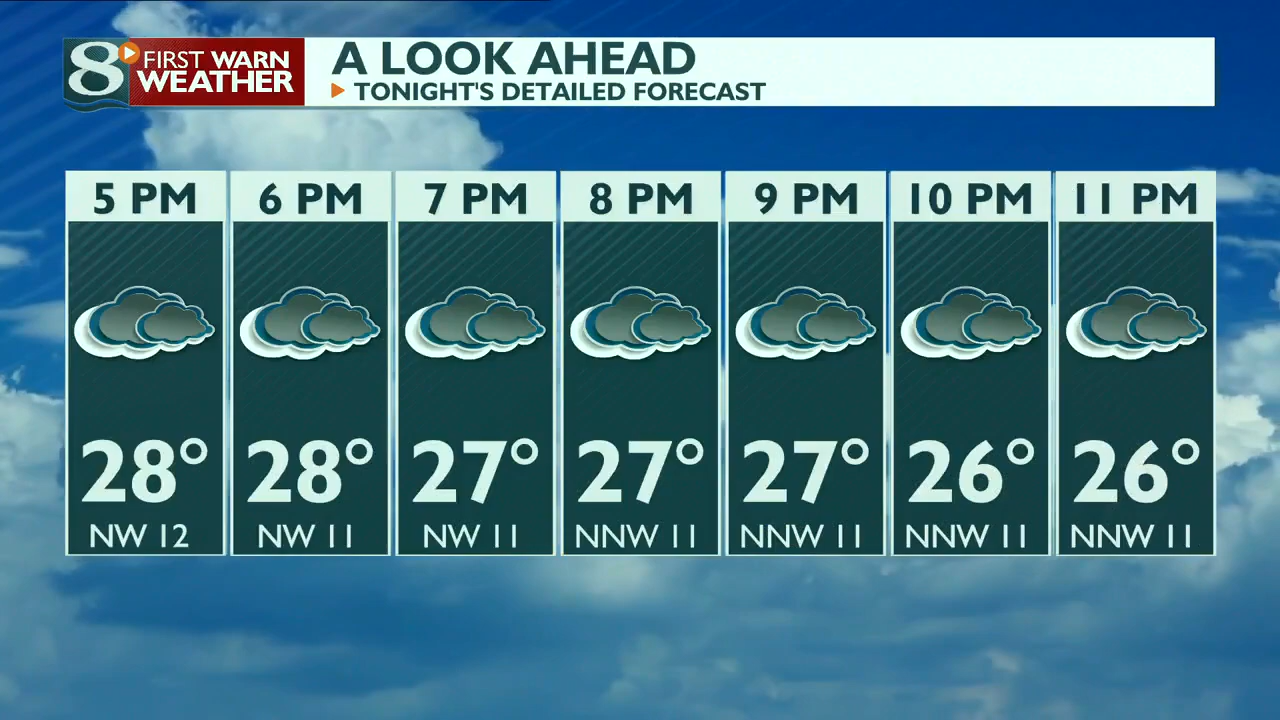 8 FIRST WARN
WEATHER
A LOOK AHEAD
TONIGHT'S DETAILED FORECAST
5 PM 6 PM 7 PM 8 PM 9 PM 10 PM 11 PM
28° 28° 27° 27° 27° 26° 26°
NW 12 NW 11 NW 11 NNW 11 NNW 11 NNW 11 NNW 11